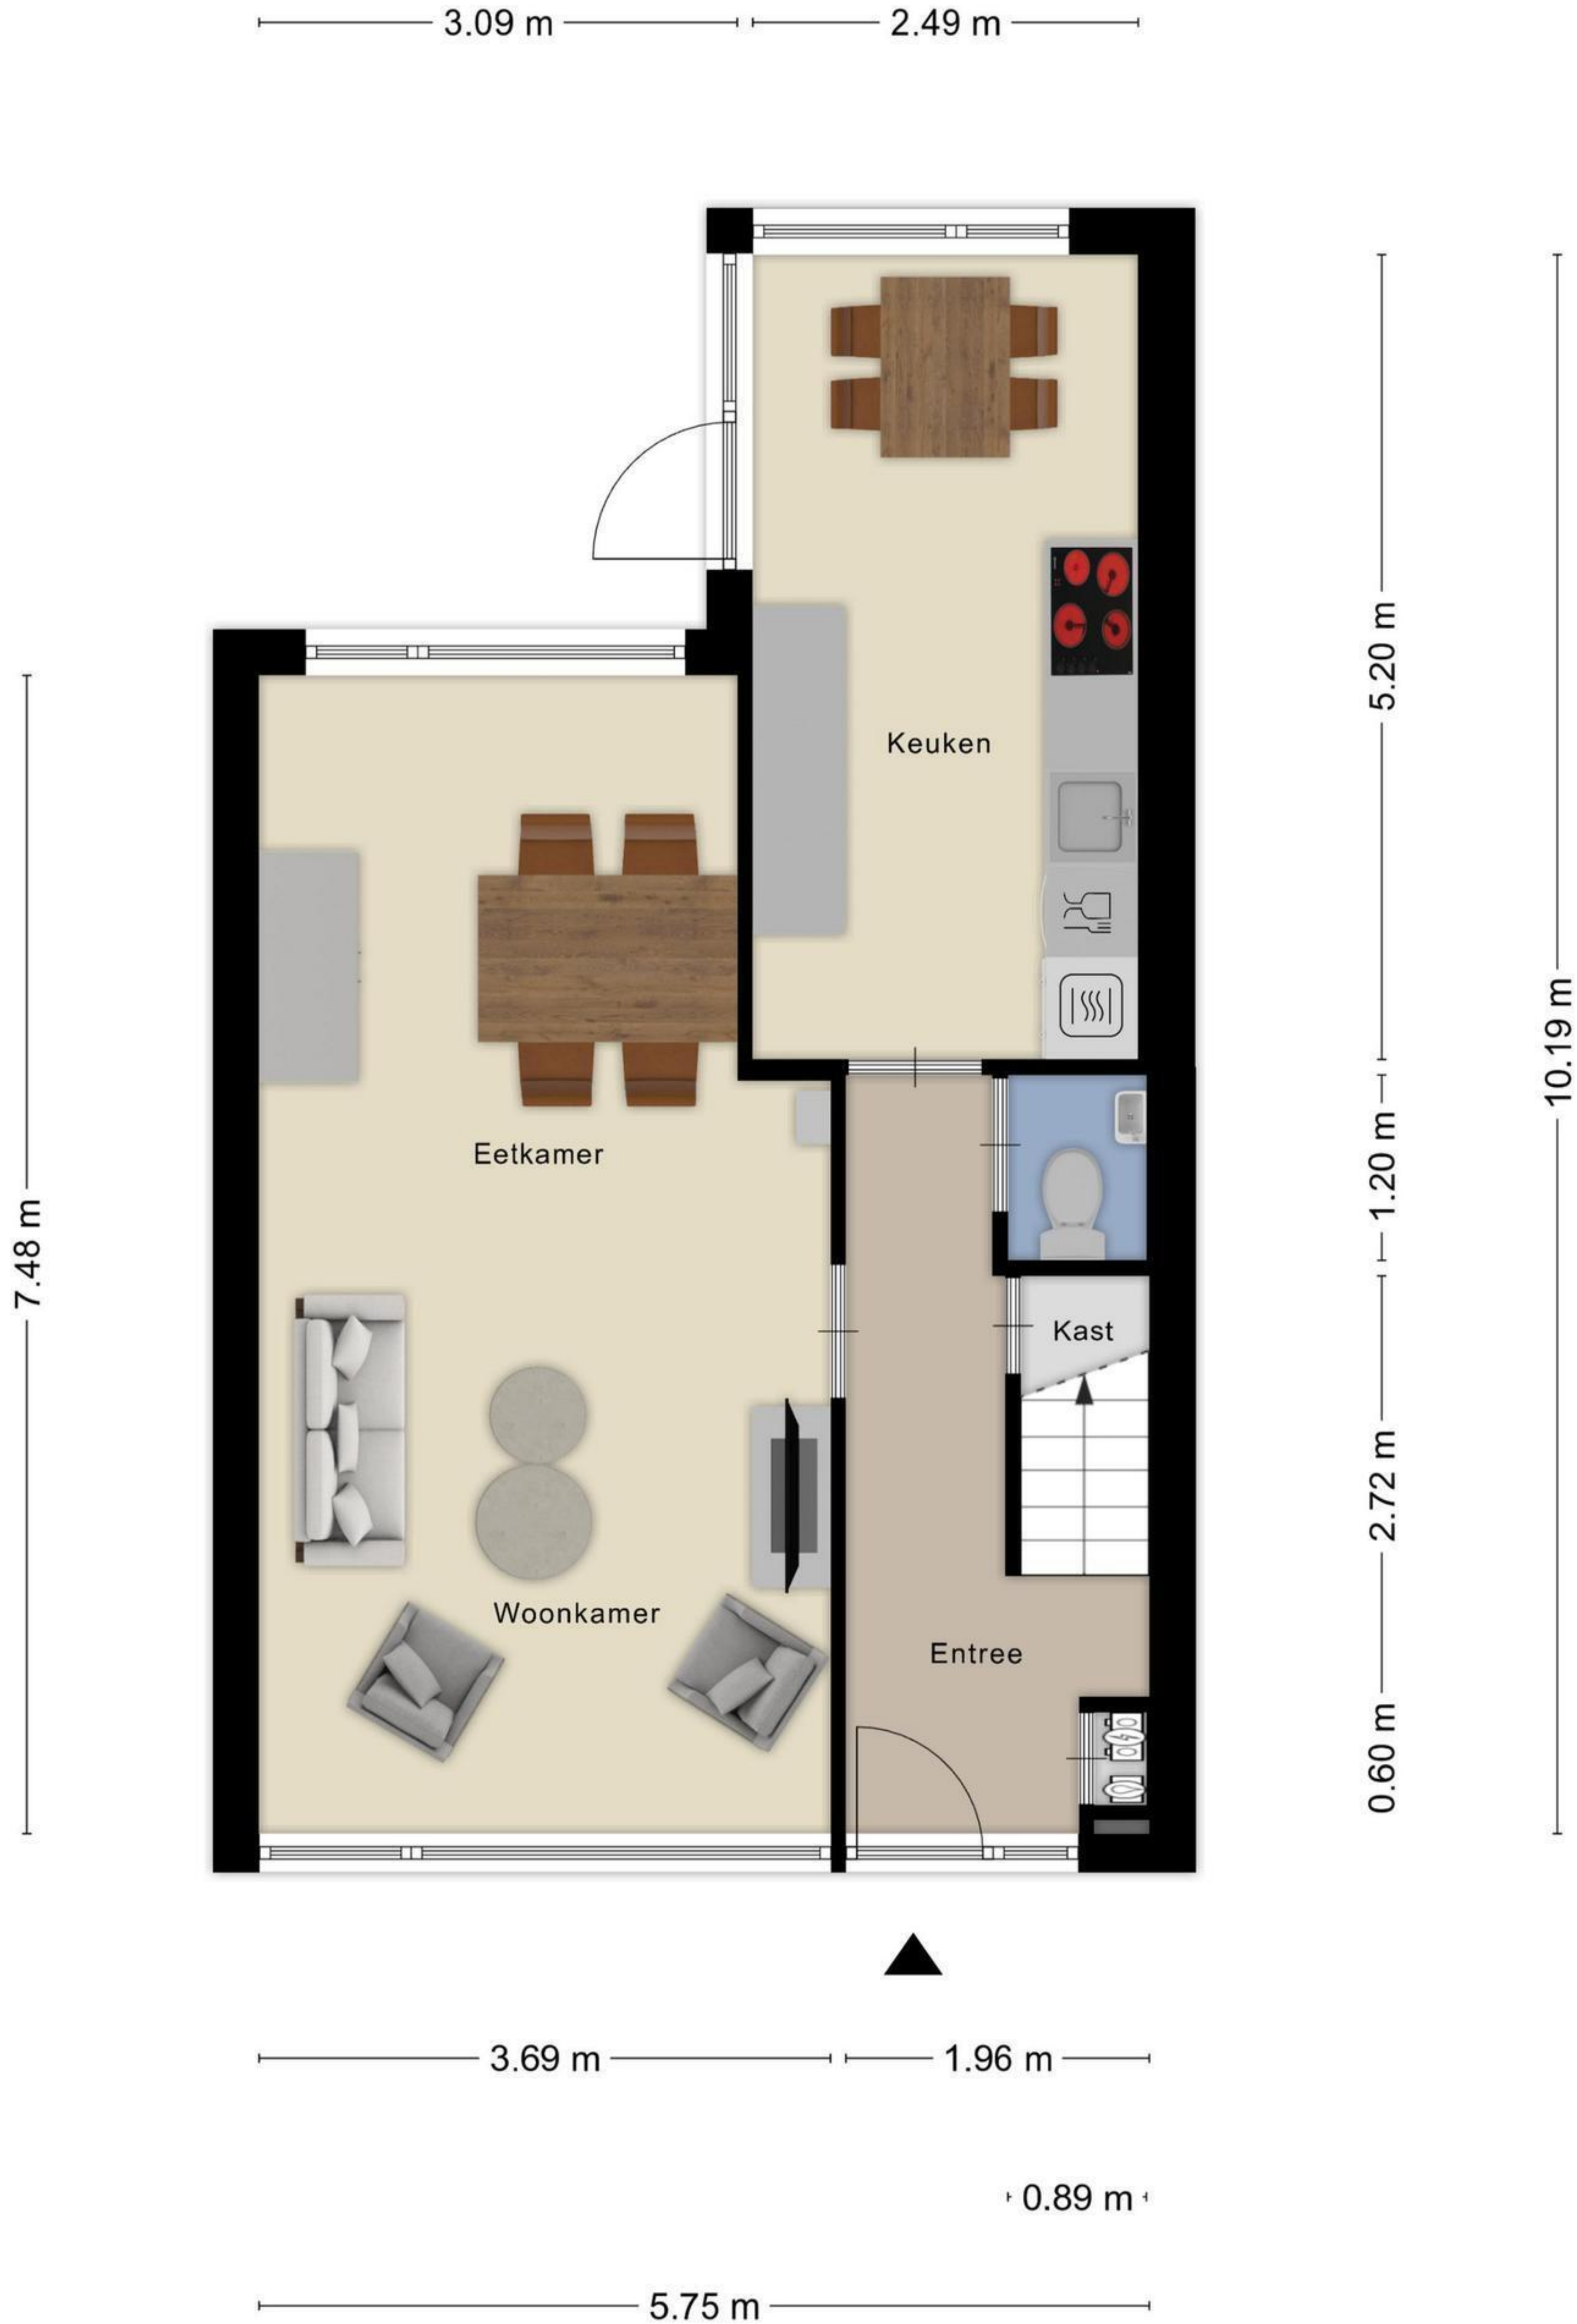 3.09 m
2.49 m
5.20 m
Keuken
10.19 m
1.20 m
Eetkamer
7.48 m
Kast
2.72 m
Woonkamer
Entree
0.60 m
3.69 m
1.96 m
0.89 m
5.75 m